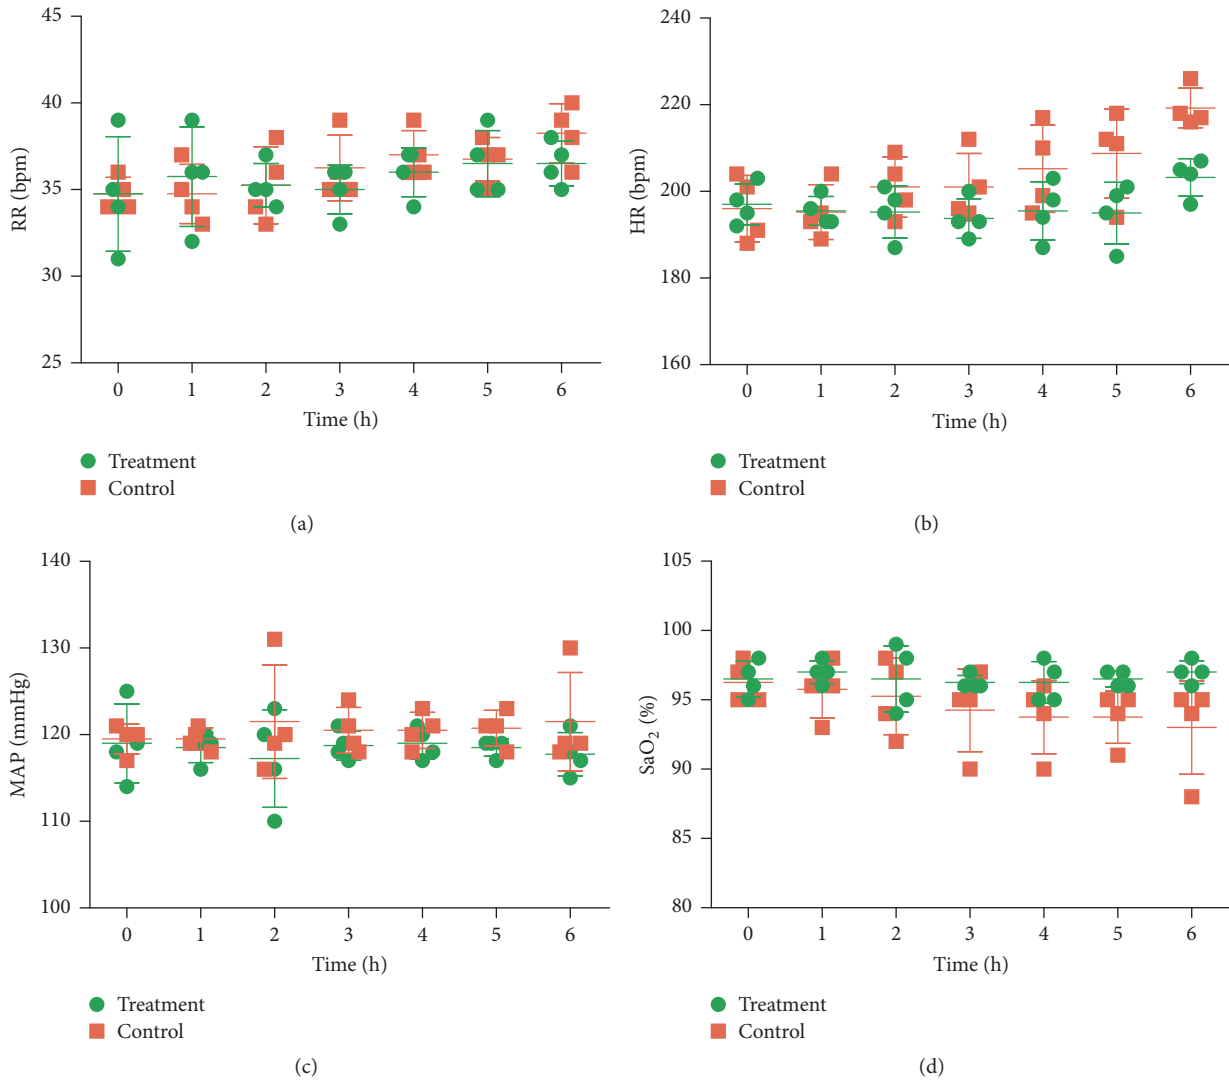 45
40
35
30
25
RR (bpm)
0 1 2 3 4 5 6
Time (h)
Treatment
Control
(a)
240
220
200
180
160
HR (bpm)
0 1 2 3 4 5 6
Time (h)
Treatment
Control
(b)
140
130
120
110
100
MAP (mmHg)
0 1 2 3 4 5 6
Time (h)
Treatment
Control
(c)
105
100
95
90
85
80
SaO₂ (%)
0 1 2 3 4 5 6
Time (h)
Treatment
Control
(d)